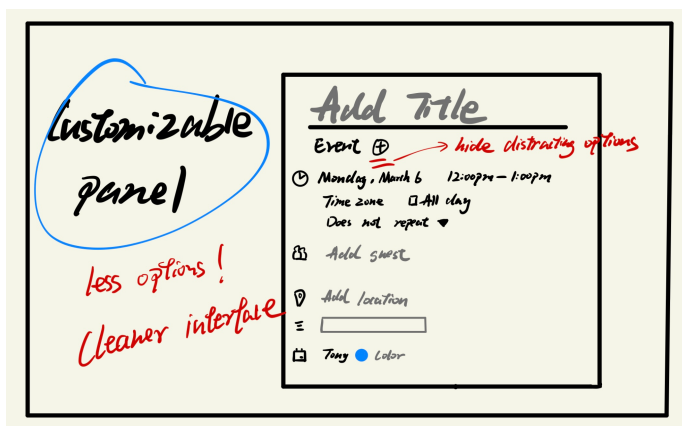 Customizable
panel
less options!
Cleaner interface
Add Title
Event
hide distracting options
Monday, March 6 12:00pm - 1:00pm
Time zone All day
Does not repeat
Add guest
Add location
Tony Color